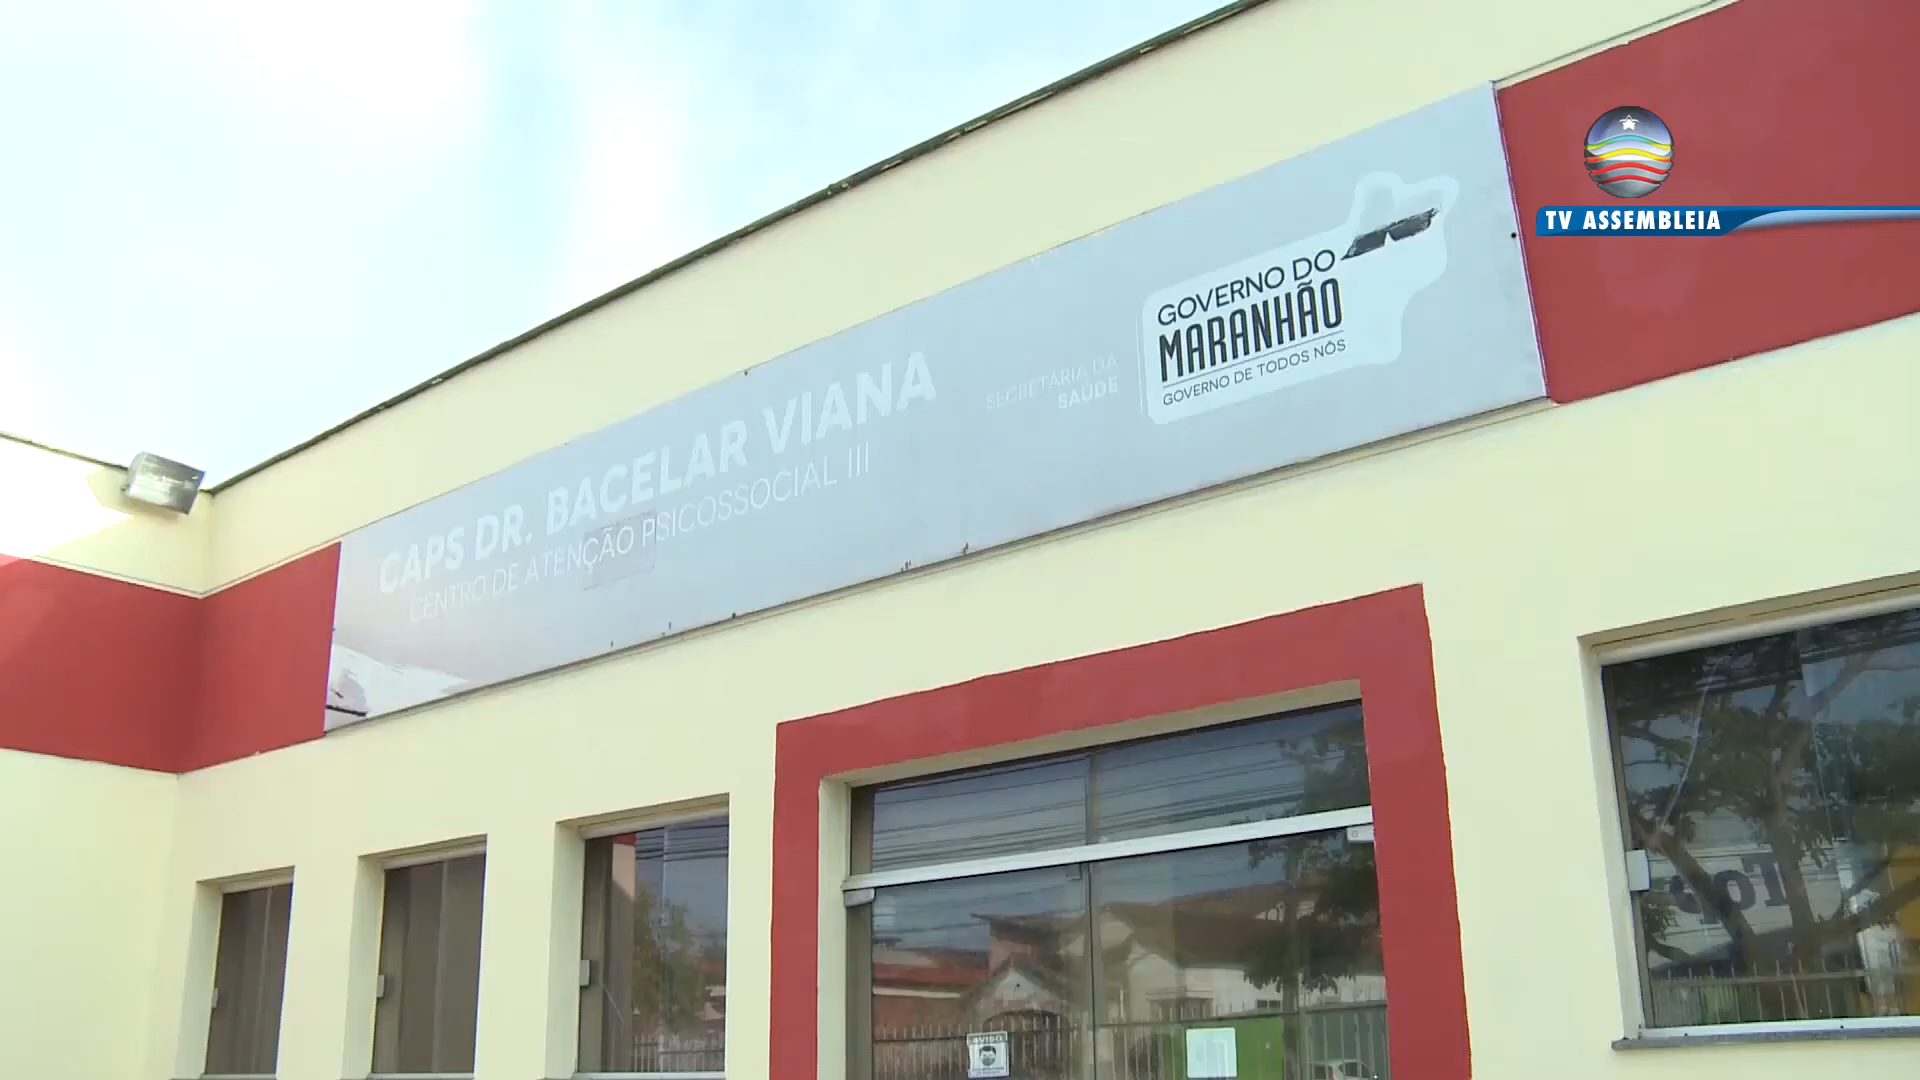 TV ASSEMBLEIA
CAPS DR. BACELAR VIANA
CENTRO DE ATENÇÃO PSICOSSOCIAL III
SECRETARIA DA
SAÚDE
GOVERNO DO
MARANHÃO
GOVERNO DE TODOS NÓS
AVISO